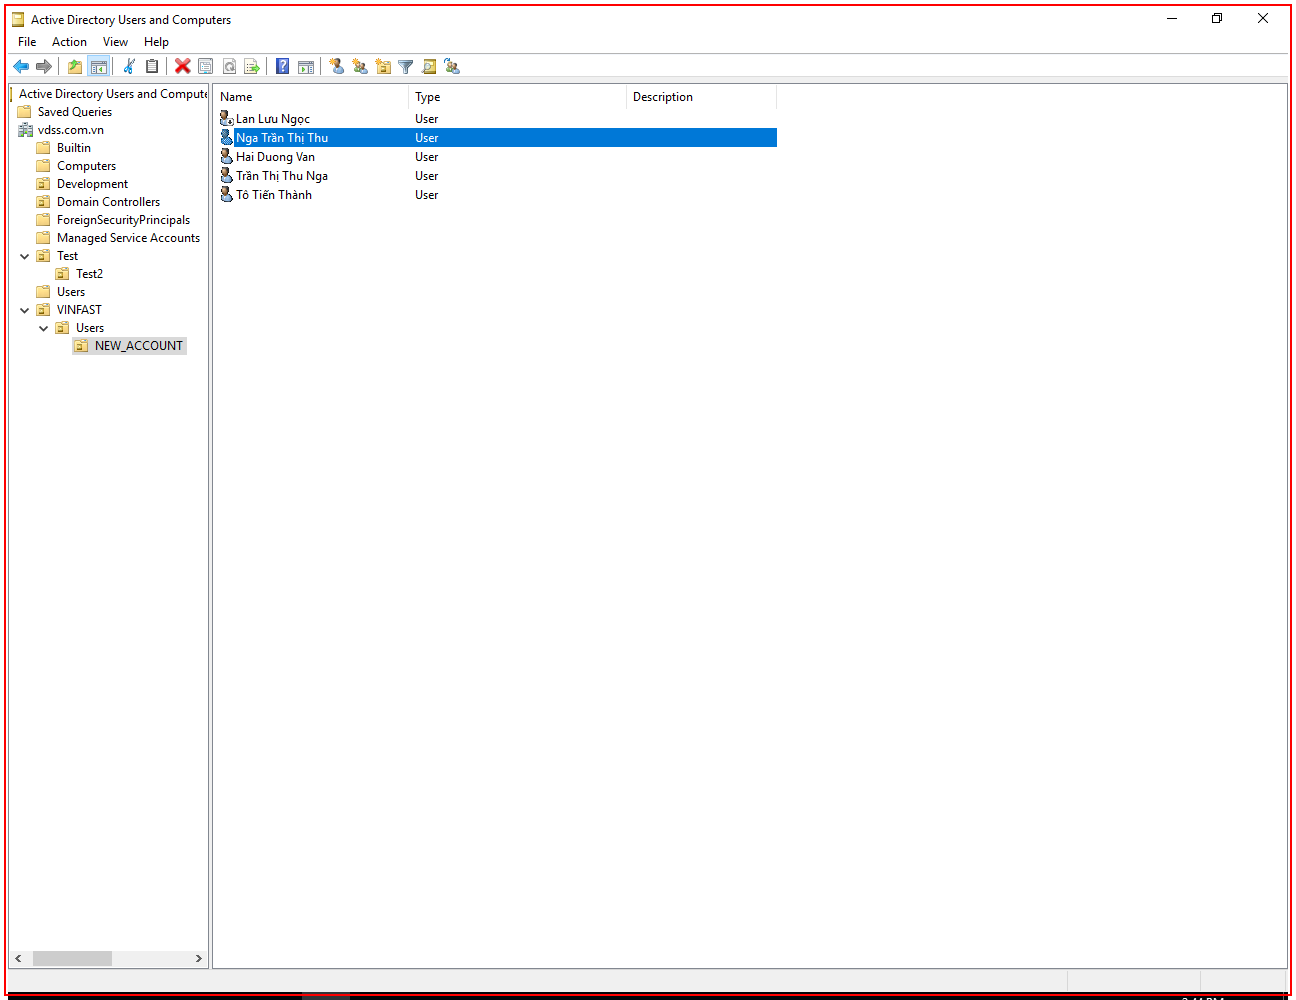 Active Directory Users and Computers
File Action View Help
Active Directory Users and Compute
Saved Queries
vdss.com.vn
Builtin
Computers
Development
Domain Controllers
ForeignSecurityPrincipals
Managed Service Accounts
Test
Test2
Users
VINFAST
Users
NEW_ACCOUNT
Name Type Description
Lan Lưu Ngọc User
Nga Trần Thị Thu User
Hai Duong Van User
Trần Thị Thu Nga User
Tô Tiến Thành User